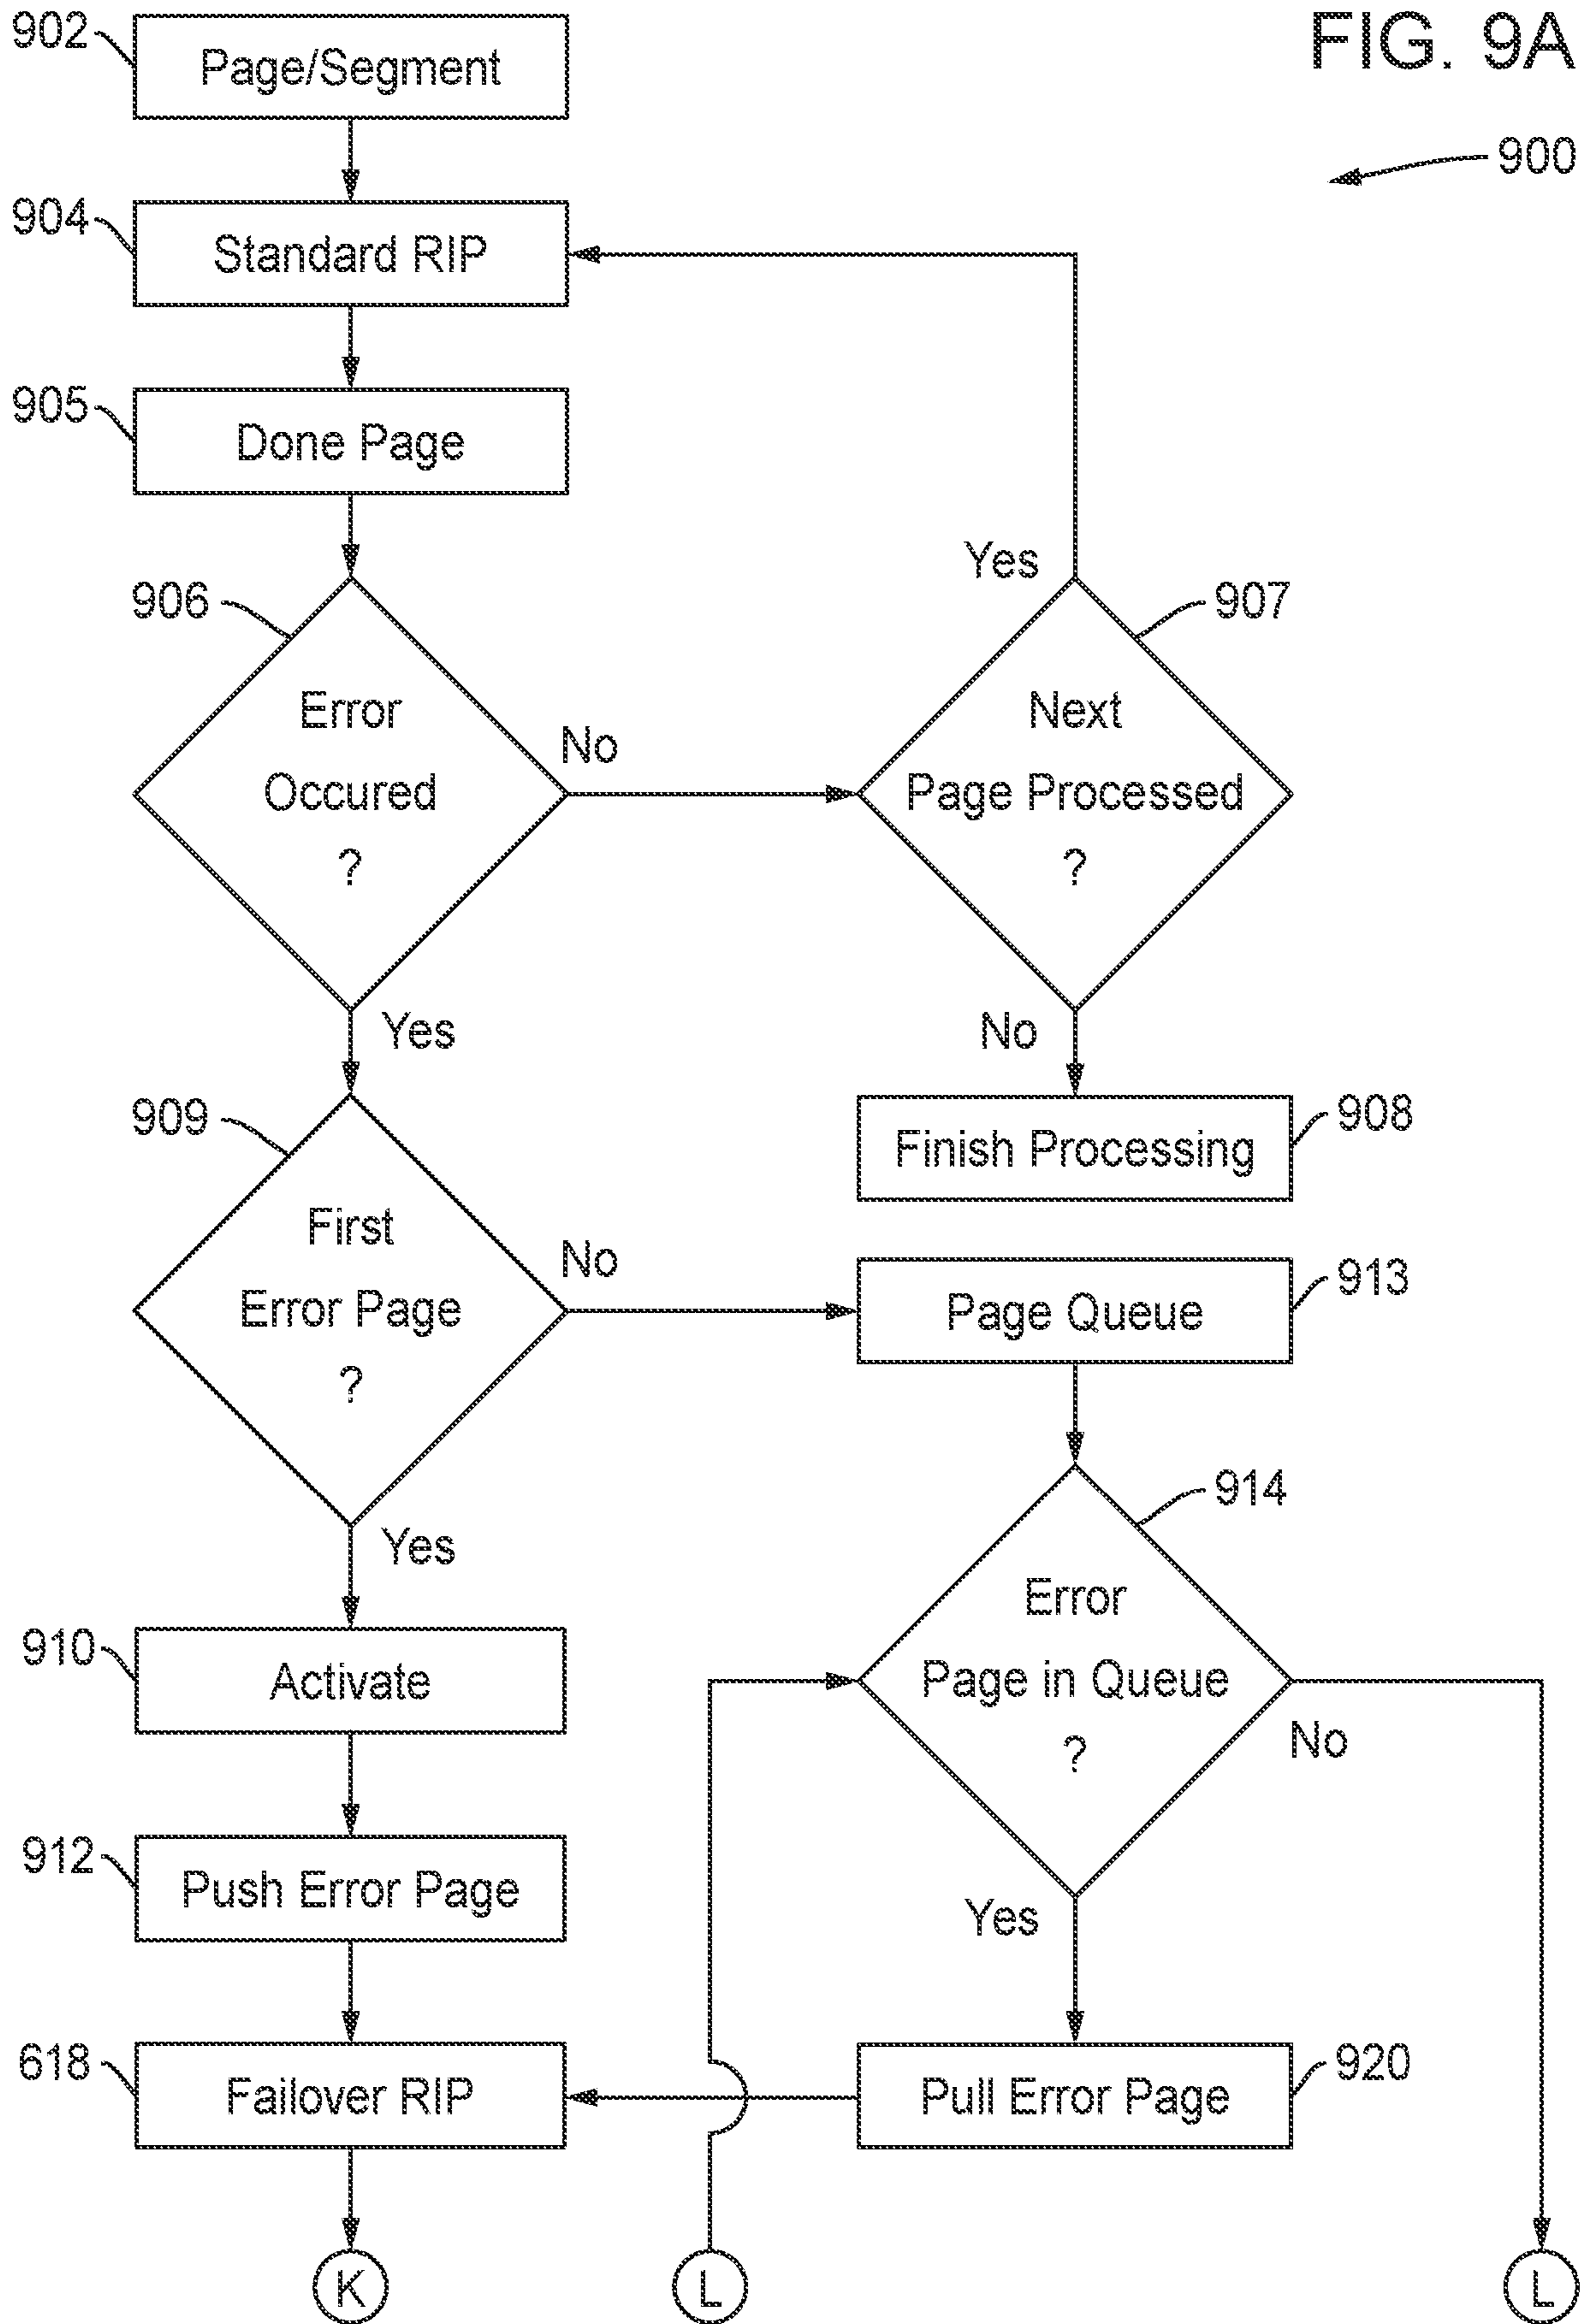 FIG. 9A
900
902
Page/Segment
904
Standard RIP
905
Done Page
906
Error
Occured
?
No
Yes
907
Next
Page Processed
?
Yes
No
908
Finish Processing
909
First
Error Page
?
No
Yes
913
Page Queue
914
Error
Page in Queue
?
No
Yes
910
Activate
912
Push Error Page
618
Failover RIP
920
Pull Error Page
K
L
L